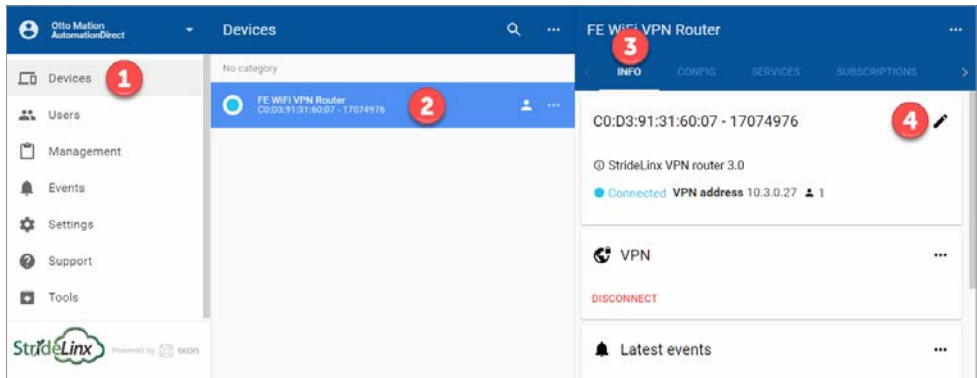 Otto Mation
AutomationDirect
Devices
1
Users
Management
Events
Settings
Support
Tools
StrideLinx Powered by IXON
Devices
No category
FE WiFi VPN Router
C0:D3:91:31:60:07 - 17074976
2
FE WiFi VPN Router
3
INFO CONFIG SERVICES SUBSCRIPTIONS
C0:D3:91:31:60:07 - 17074976
4
StrideLinx VPN router 3.0
Connected VPN address 10.3.0.27 1
VPN
DISCONNECT
Latest events